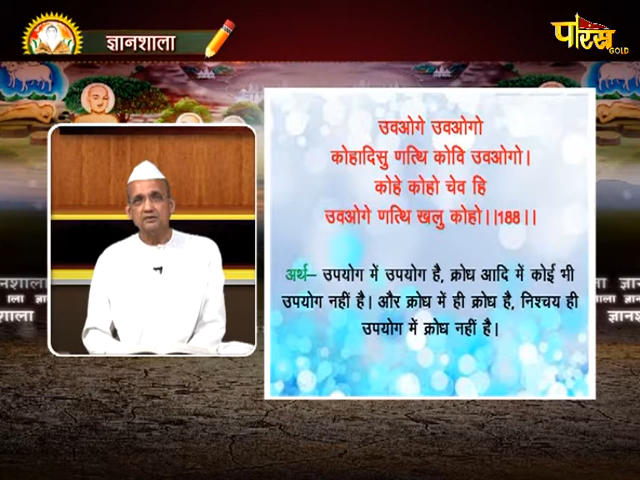 ज्ञानशाला
पारस
GOLD
उवओगे उवओगो
कोहादिसु णत्थि कोवि उवओगो।
कोहे कोहो चेव हि
उवओगे णत्थि खलु कोहो।।188।।
अर्थ– उपयोग में उपयोग है, क्रोध आदि में कोई भी
उपयोग नहीं है। और क्रोध में ही क्रोध है, निश्चय ही
उपयोग में क्रोध नहीं है।
ज्ञानशाला